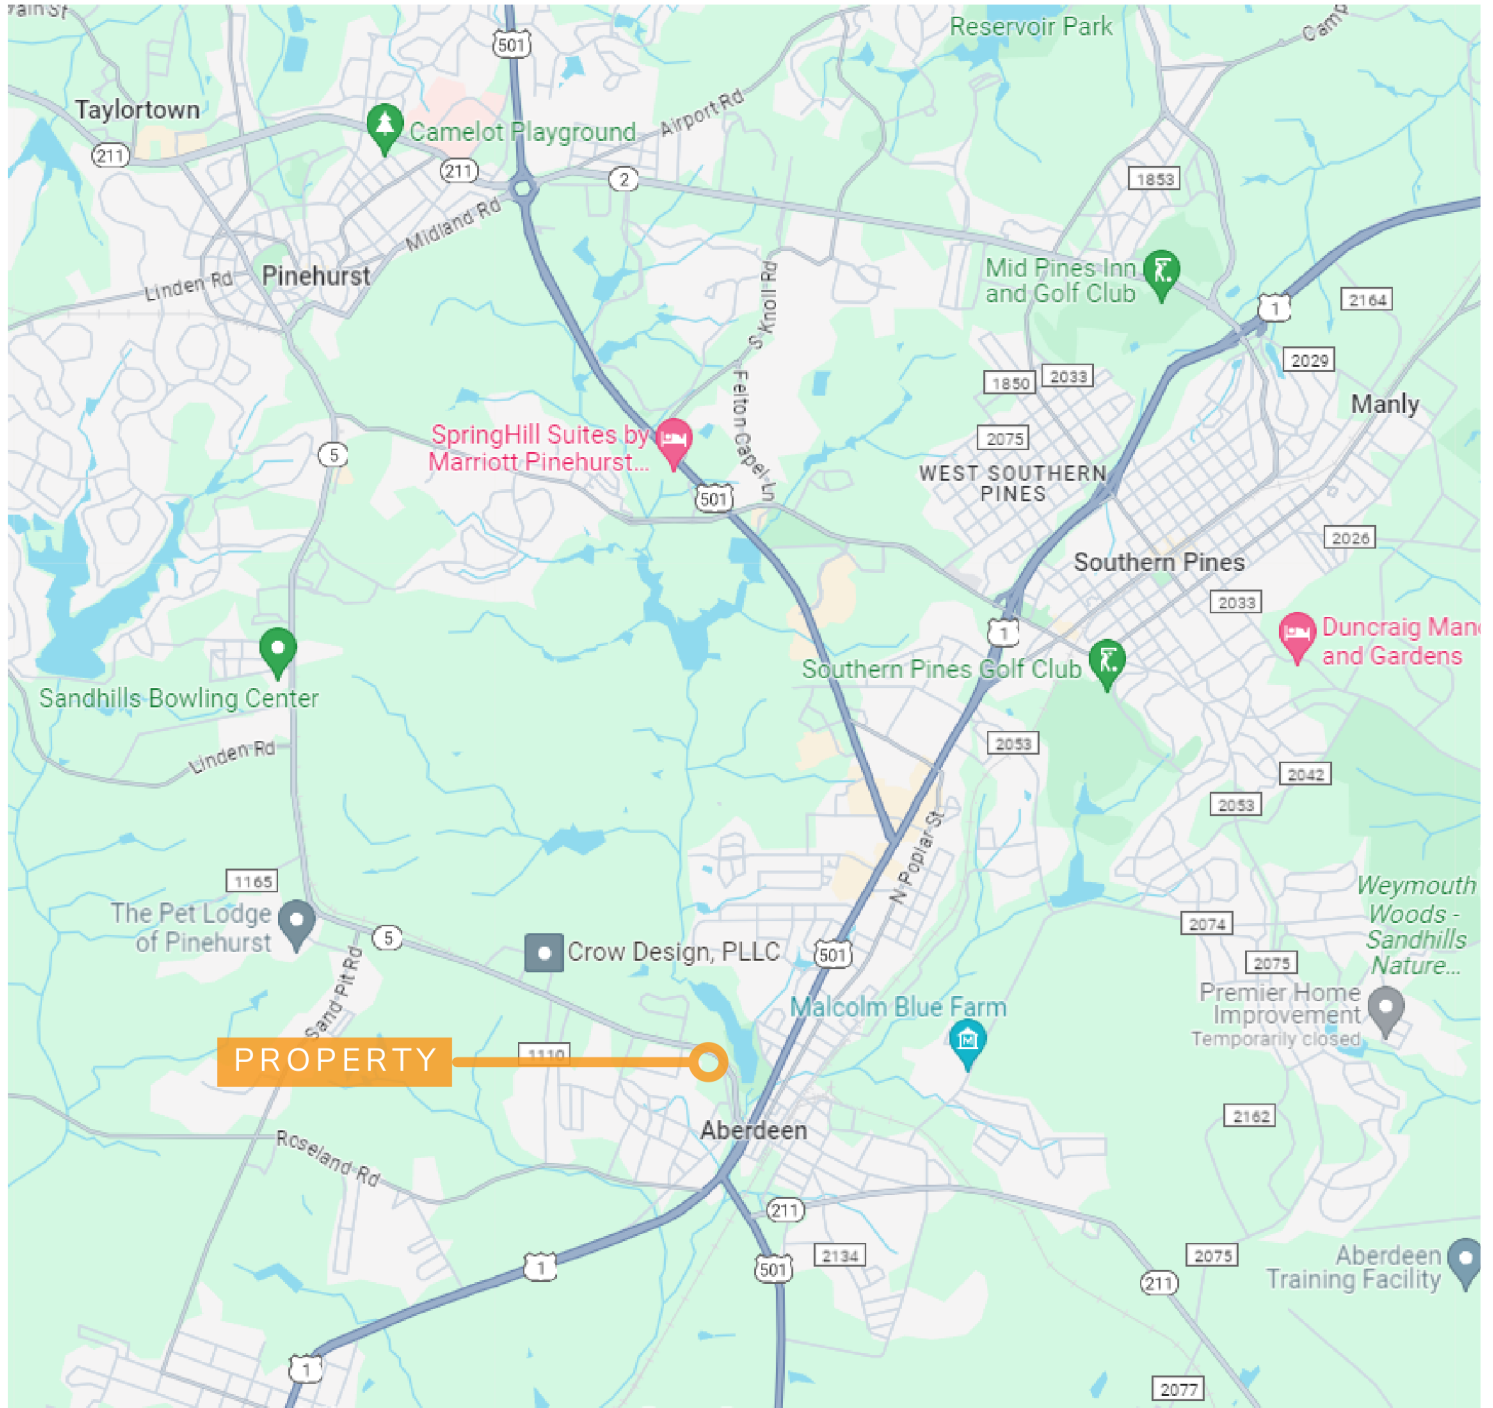 501
Reservoir Park
Camp
Taylortown
Camelot Playground
Airport Rd
211
211
2
1853
Midland Rd
Linden Rd
Pinehurst
S Knoll Rd
Mid Pines Inn
and Golf Club
1
2164
2029
1850
2033
Felton Capel Ln
Manly
SpringHill Suites by
Marriott Pinehurst...
5
2075
WEST SOUTHERN
PINES
501
2026
Southern Pines
2033
1
Duncraig Man
and Gardens
Southern Pines Golf Club
Sandhills Bowling Center
Linden Rd
2053
2042
2053
N Poplar St
1165
The Pet Lodge
of Pinehurst
5
Crow Design, PLLC
501
Weymouth
Woods -
Sandhills
Nature...
2074
2075
Sand Pit Rd
Malcolm Blue Farm
Premier Home
Improvement
Temporarily closed
PROPERTY
1110
Aberdeen
2162
Roseland Rd
211
1
501
2134
2075
211
Aberdeen
Training Facility
1
2077